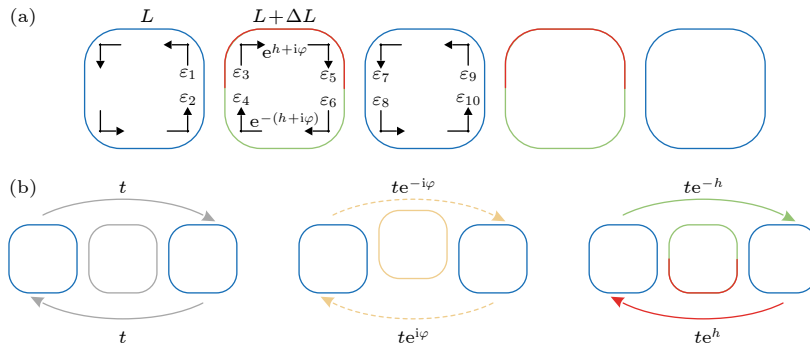 (a)
L L + ΔL
e^{h+iφ}
ε₁ ε₃ ε₅ ε₇ ε₉
ε₂ ε₄ ε₆ ε₈ ε₁₀
e^{−(h+iφ)}
(b)
t te^{−iφ} te^{−h}
t te^{iφ} te^{h}